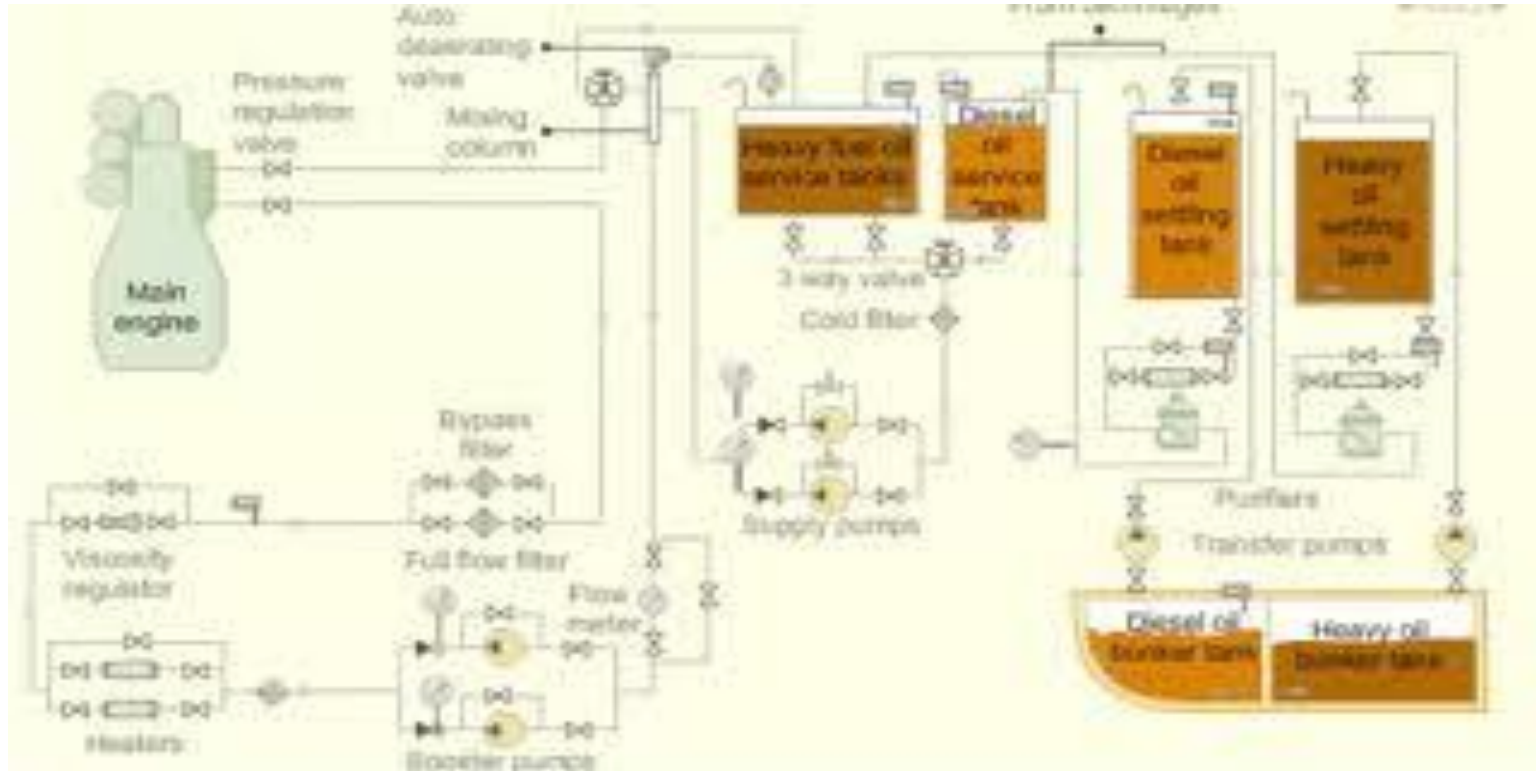 Auto
deaerating
valve
Pressure
regulation
valve
Mixing
column
Main
engine
Heavy fuel oil
service tanks
Diesel
oil
service
tank
Diesel
oil
settling
tank
Heavy
oil
settling
tank
3 way valve
Cold filter
Bypass
filter
Supply pumps
Full flow filter
Viscosity
regulator
Flow
meter
Heaters
Booster pumps
Purifiers
Transfer pumps
Diesel oil
bunker tank
Heavy oil
bunker tank